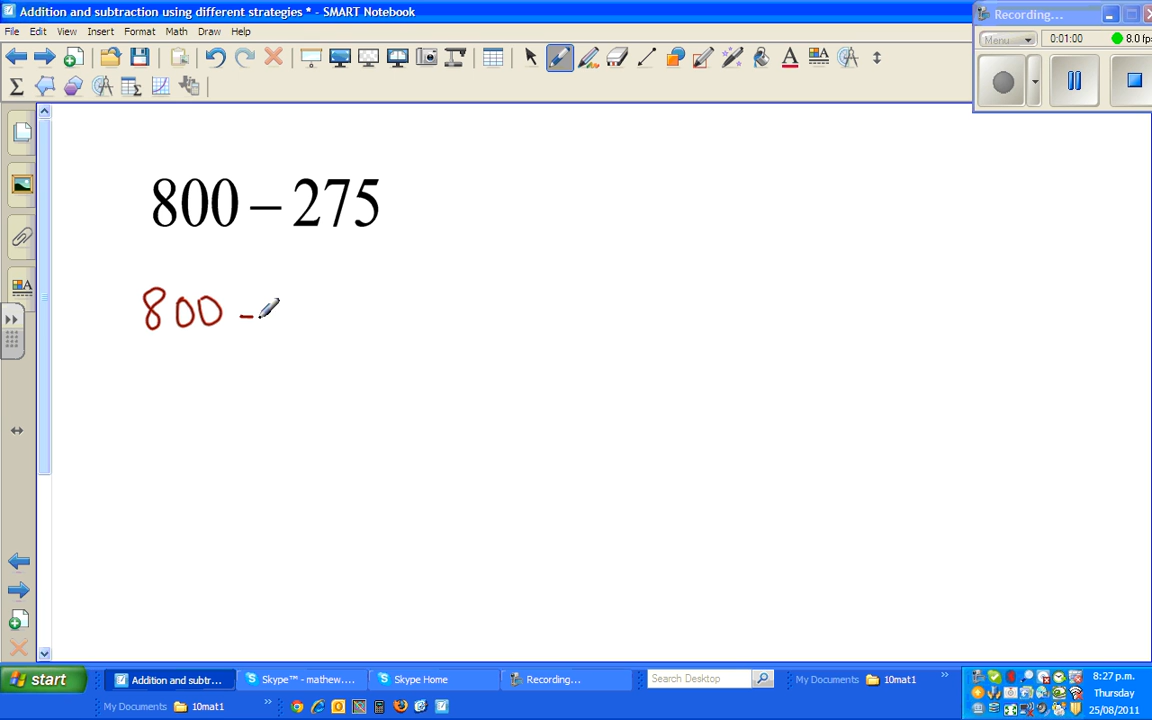 Addition and subtraction using different strategies * - SMART Notebook
Recording...
File Edit View Insert Format Math Draw Help
Menu 0:01:00 8.0 fp
800 – 275
800 -
start
Addition and subtr... Skype™ - mathew.... Skype Home Recording... Search Desktop My Documents 10mat1 » 8:27 p.m.
Thursday
My Documents 10mat1 » 25/08/2011